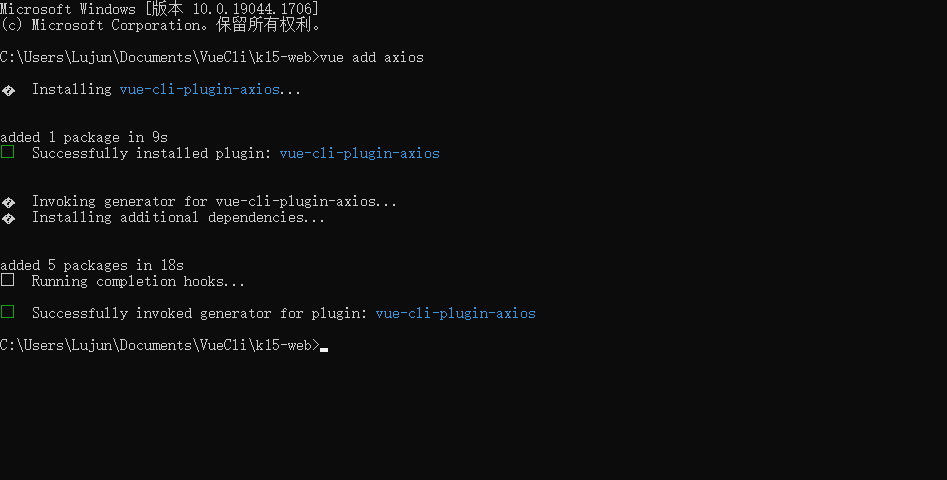 Microsoft Windows [版本 10.0.19044.1706]
(c) Microsoft Corporation。保留所有权利。
C:\Users\Lujun\Documents\VueCli\k15-web>vue add axios
� Installing vue-cli-plugin-axios...
added 1 package in 9s
□ Successfully installed plugin: vue-cli-plugin-axios
� Invoking generator for vue-cli-plugin-axios...
� Installing additional dependencies...
added 5 packages in 18s
□ Running completion hooks...
□ Successfully invoked generator for plugin: vue-cli-plugin-axios
C:\Users\Lujun\Documents\VueCli\k15-web>